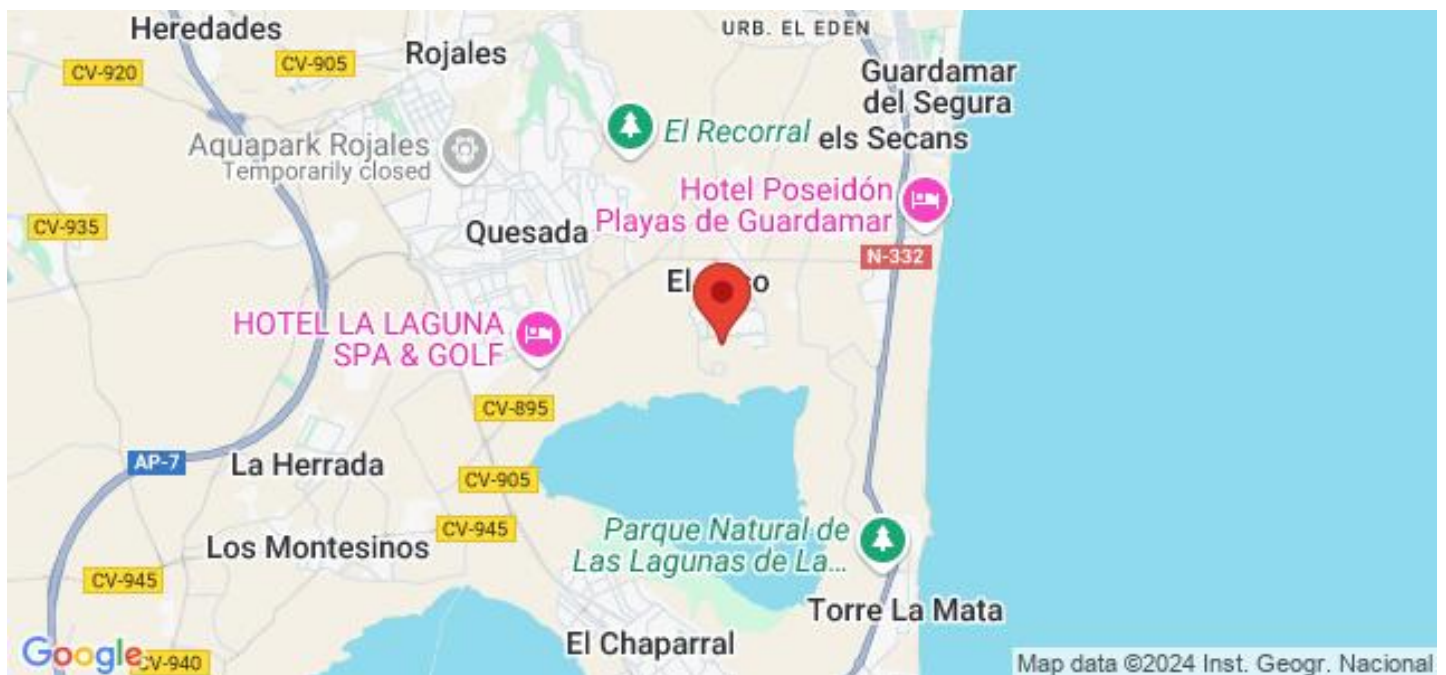 Heredades
URB. EL EDEN
Rojales
CV-905
CV-920
Guardamar
del Segura
Aquapark Rojales
Temporarily closed
El Recorral
els Secans
Hotel Poseidón
Playas de Guardamar
CV-935
Quesada
N-332
HOTEL LA LAGUNA
SPA & GOLF
CV-895
AP-7
La Herrada
CV-905
CV-945
Parque Natural de
Las Lagunas de La...
Los Montesinos
CV-945
Torre La Mata
El Chaparral
Google
CV-940
Map data ©2024 Inst. Geogr. Nacional